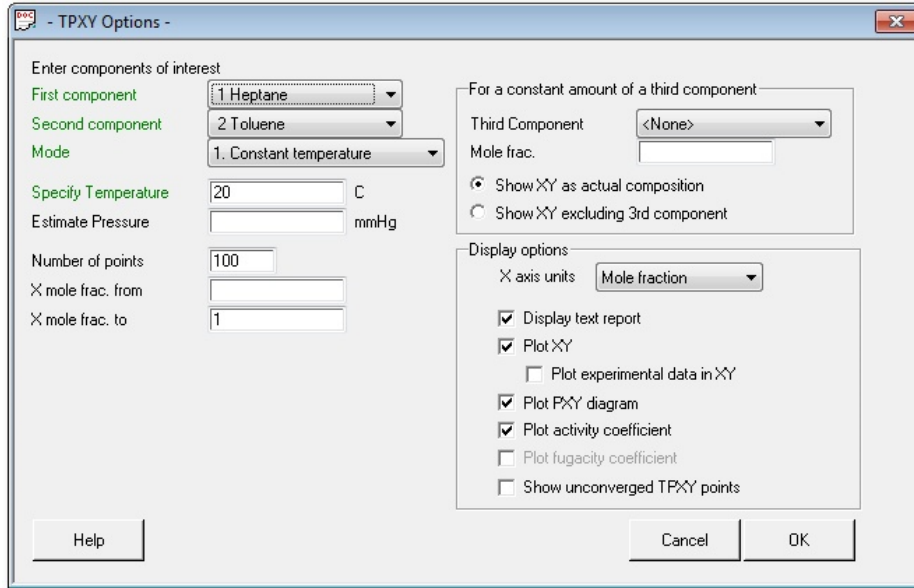 - TPXY Options -
Enter components of interest
First component 1 Heptane
Second component 2 Toluene
Mode 1. Constant temperature
Specify Temperature 20 C
Estimate Pressure mmHg
Number of points 100
X mole frac. from
X mole frac. to 1
For a constant amount of a third component
Third Component <None>
Mole frac.
Show XY as actual composition
Show XY excluding 3rd component
Display options
X axis units Mole fraction
Display text report
Plot XY
Plot experimental data in XY
Plot PXY diagram
Plot activity coefficient
Plot fugacity coefficient
Show unconverged TPXY points
Help
Cancel
OK